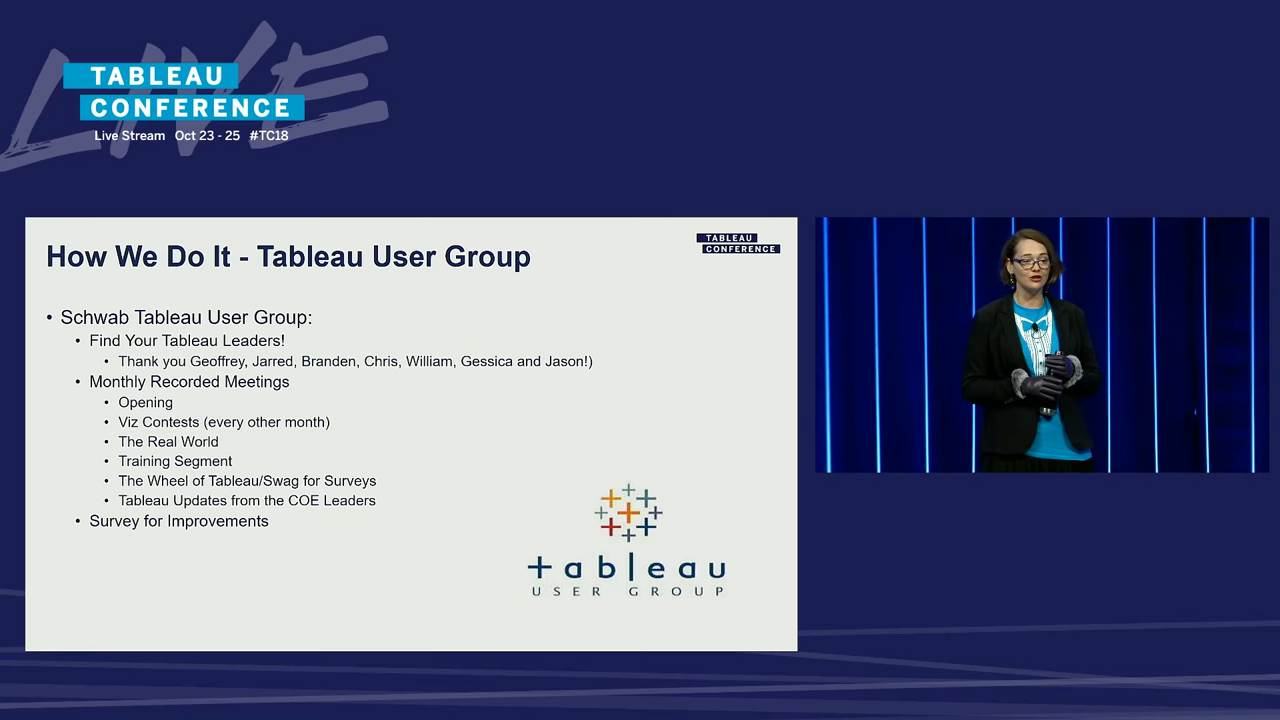 LIVE
TABLEAU
CONFERENCE
Live Stream Oct 23 - 25 #TC18
How We Do It - Tableau User Group
TABLEAU
CONFERENCE
• Schwab Tableau User Group:
• Find Your Tableau Leaders!
• Thank you Geoffrey, Jarred, Branden, Chris, William, Gessica and Jason!)
• Monthly Recorded Meetings
• Opening
• Viz Contests (every other month)
• The Real World
• Training Segment
• The Wheel of Tableau/Swag for Surveys
• Tableau Updates from the COE Leaders
• Survey for Improvements
+ab|eau
USER GROUP